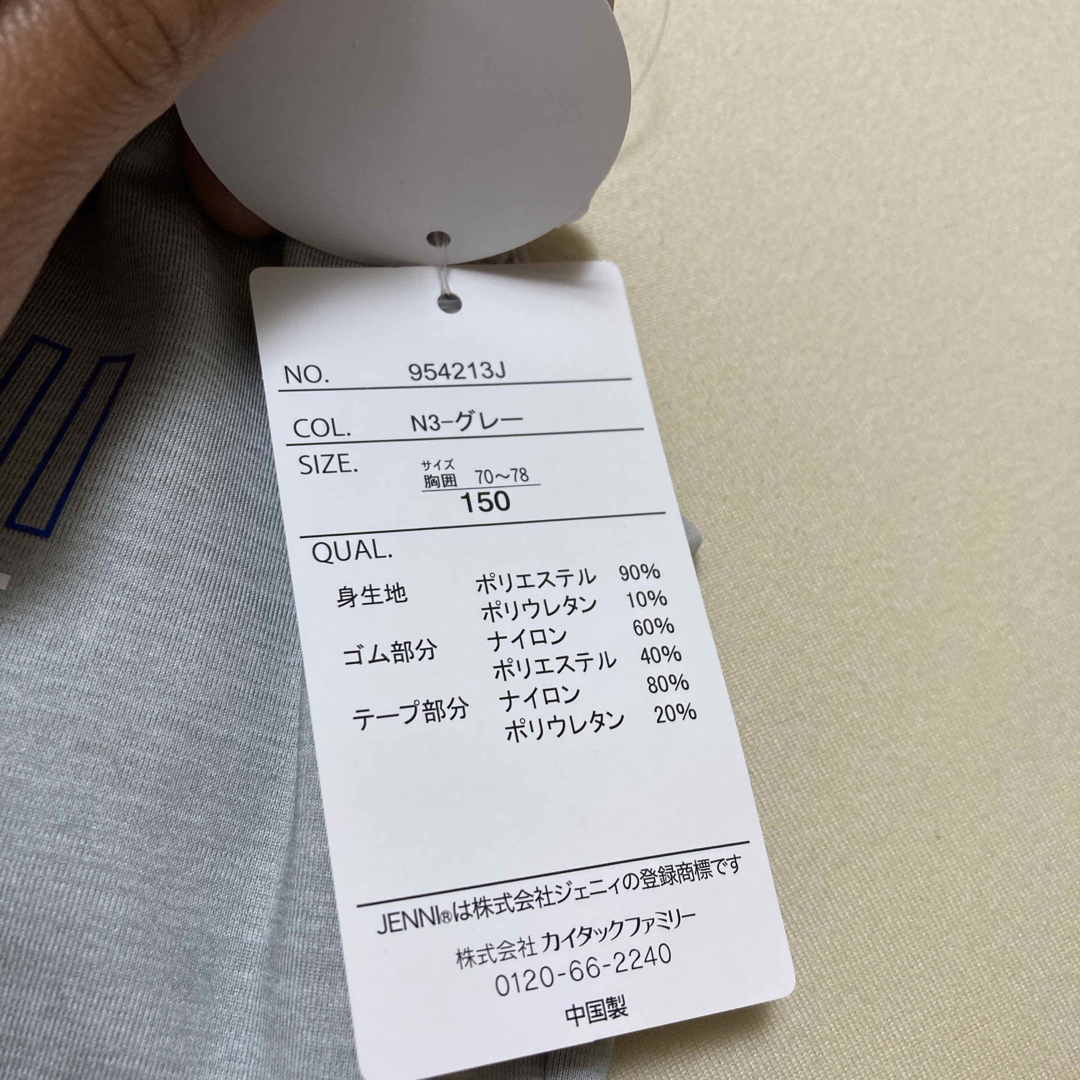 NO. 954213J
COL. N3-グレー
SIZE. サイズ
胸囲 70～78
150
QUAL.
身生地 ポリエステル 90%
ポリウレタン 10%
ゴム部分 ナイロン 60%
ポリエステル 40%
テープ部分 ナイロン 80%
ポリウレタン 20%
JENNI®は株式会社ジェニィの登録商標です
株式会社 カイタックファミリー
0120-66-2240
中国製